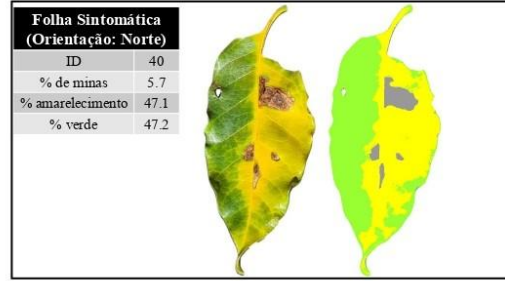 Folha Sintomática
(Orientação: Norte)
ID 40
% de minas 5.7
% amarelecimento 47.1
% verde 47.2